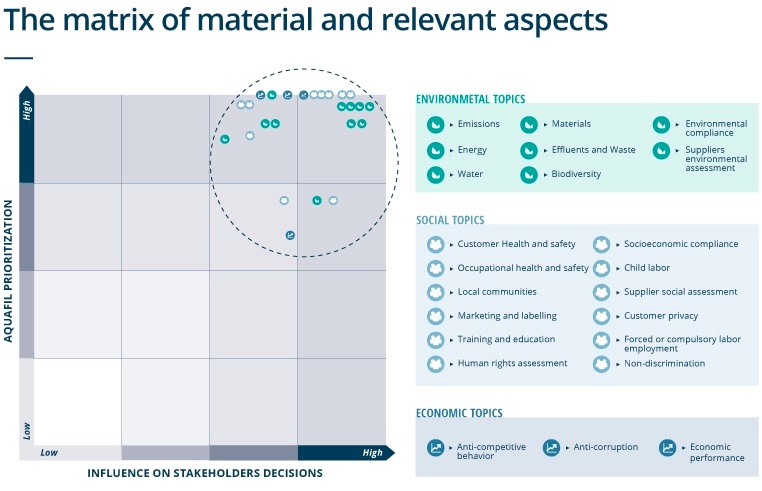 The matrix of material and relevant aspects
High
AQUAFIL PRIORITIZATION
Low
Low
High
INFLUENCE ON STAKEHOLDERS DECISIONS
ENVIRONMETAL TOPICS
Emissions
Materials
Environmental
compliance
Energy
Effluents and Waste
Suppliers
environmental
assessment
Water
Biodiversity
SOCIAL TOPICS
Customer Health and safety
Socioeconomic compliance
Occupational health and safety
Child labor
Local communities
Supplier social assessment
Marketing and labelling
Customer privacy
Training and education
Forced or compulsory labor
employment
Human rights assessment
Non-discrimination
ECONOMIC TOPICS
Anti-competitive
behavior
Anti-corruption
Economic
performance